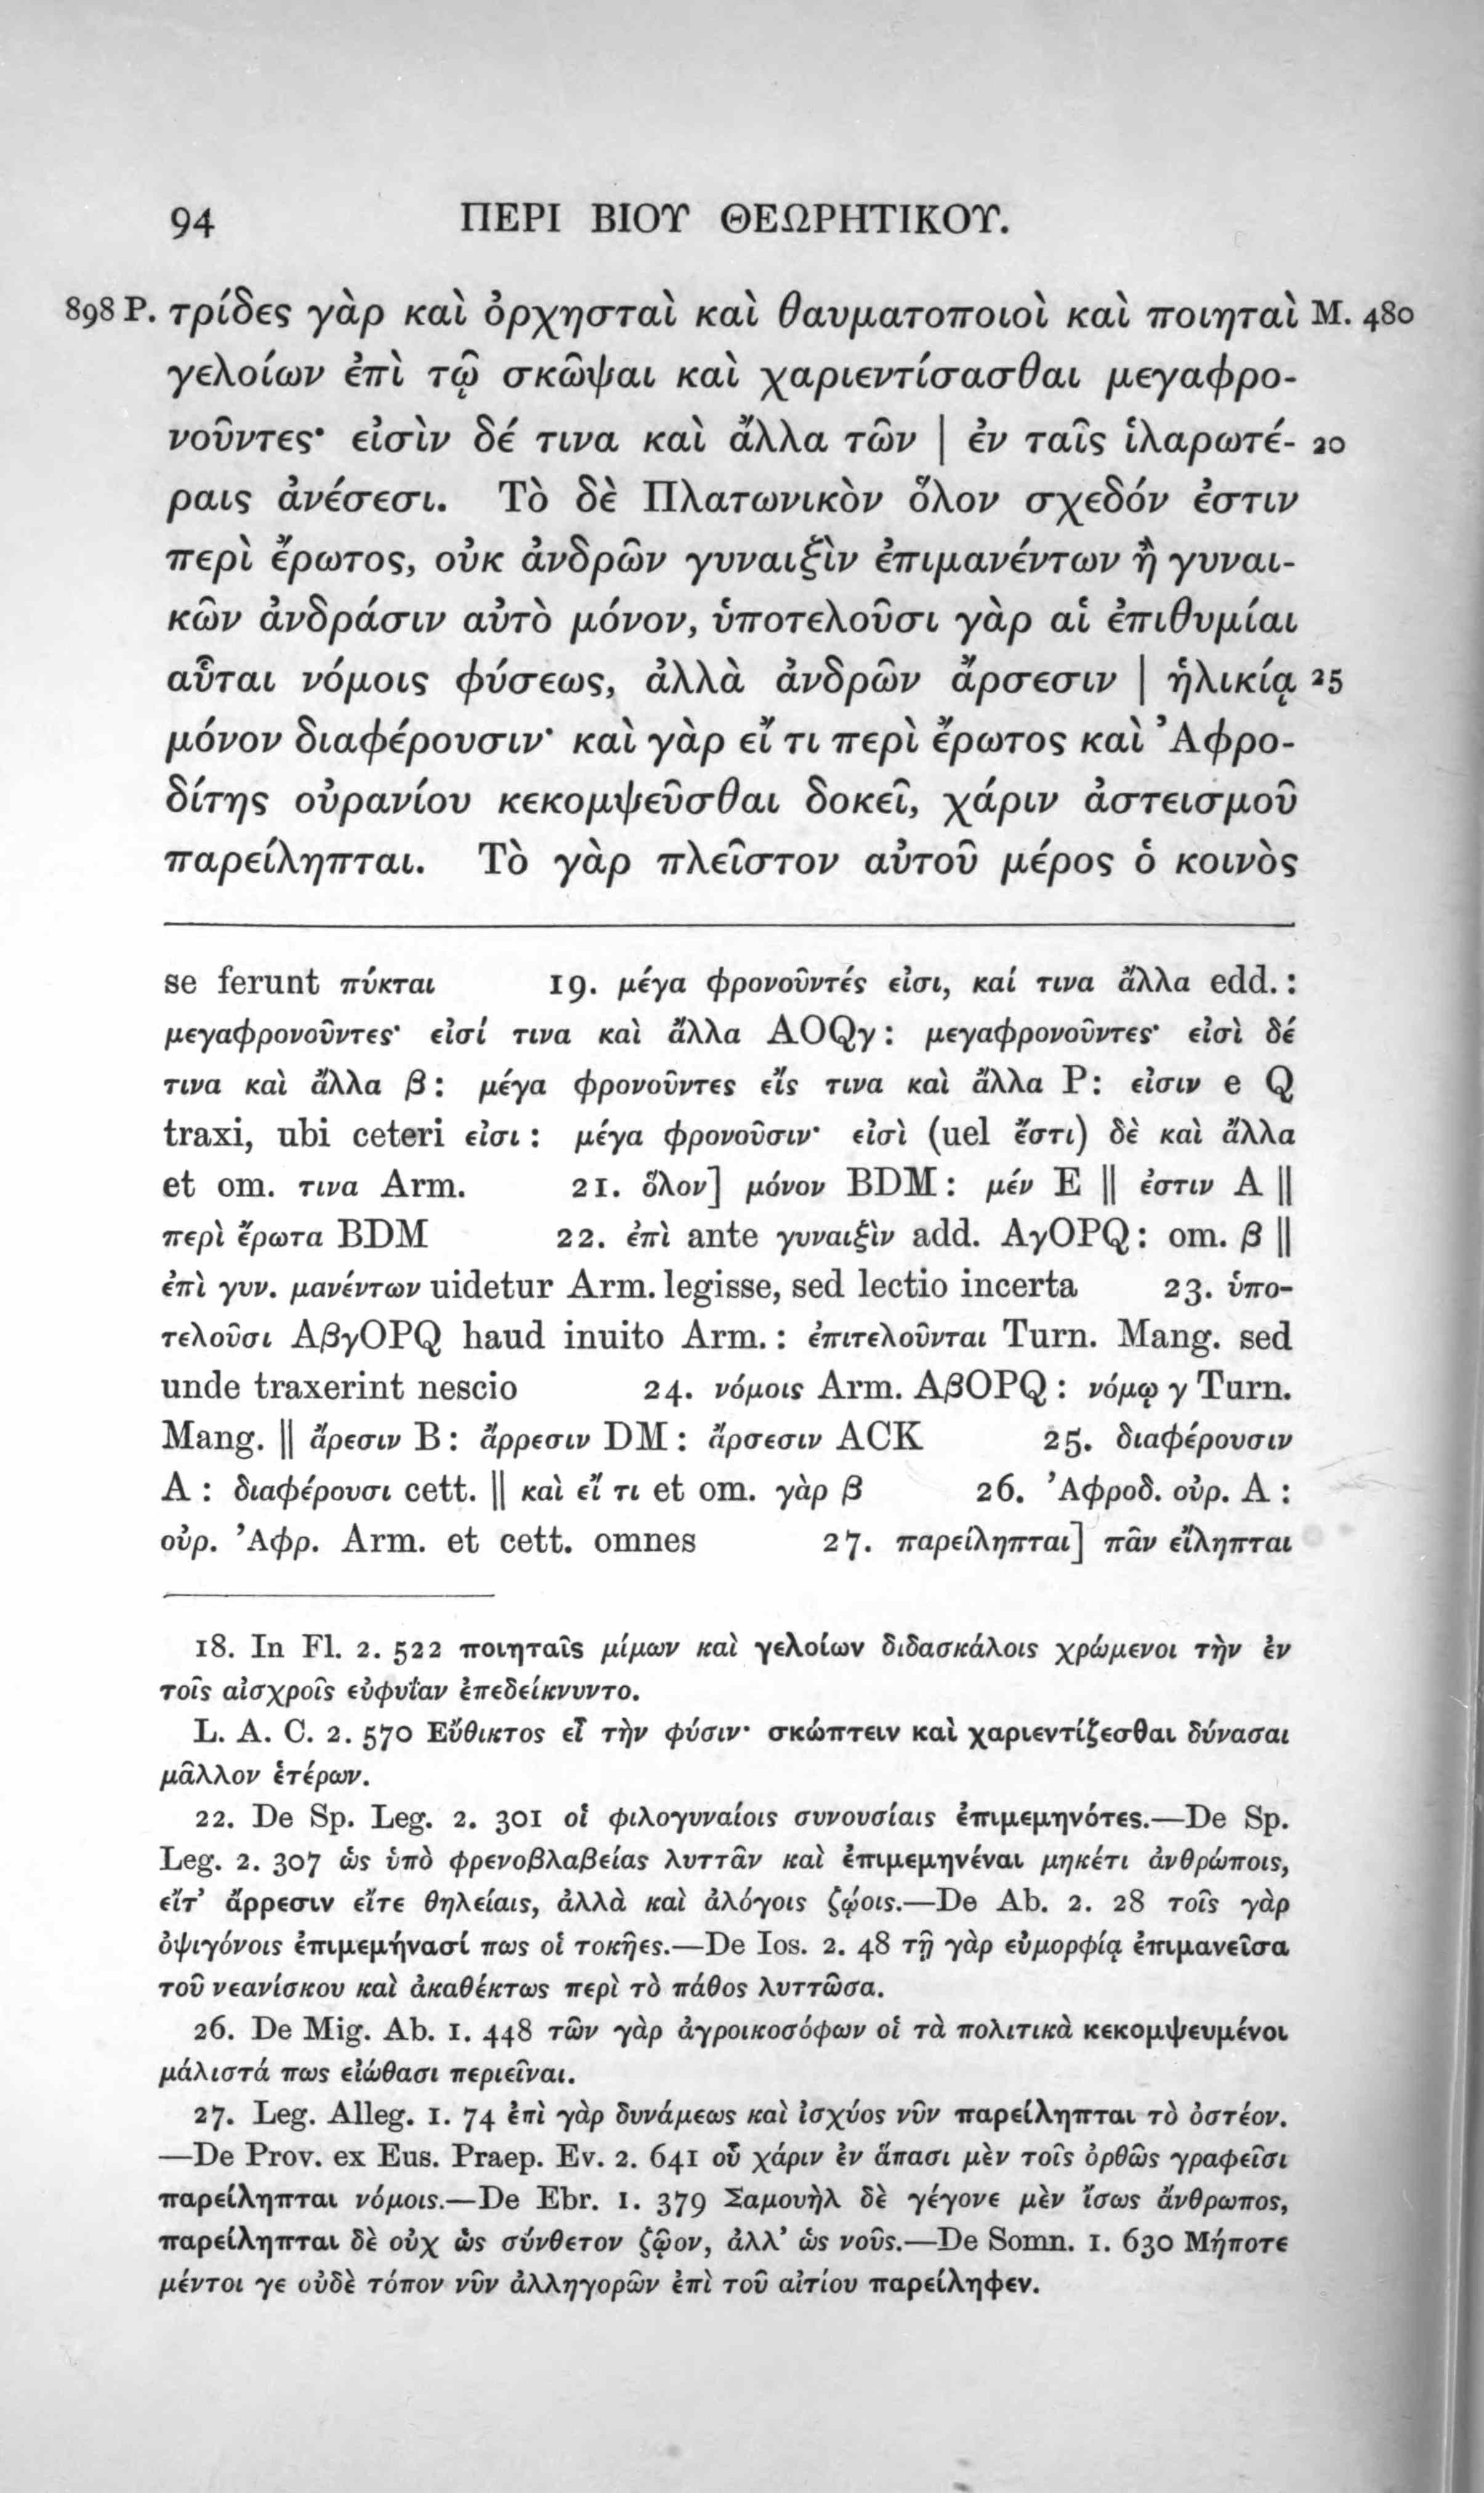 94 ΠΕΡΙ ΒΙΟΥ ΘΕΩΡΗΤΙΚΟΥ.
898 P. τρίδες γὰρ καὶ ὀρχησταὶ καὶ θαυματοποιοὶ καὶ ποιηταὶ M. 480
γελοίων ἐπὶ τῷ σκῶψαι καὶ χαριεντίσασθαι μεγαφρο-
νοῦντες· εἰσὶν δέ τινα καὶ ἄλλα τῶν | ἐν ταῖς ἱλαρωτέ- 20
ραις ἀνέσεσι. Τὸ δὲ Πλατωνικὸν ὅλον σχεδόν ἐστιν
περὶ ἔρωτος, οὐκ ἀνδρῶν γυναιξὶν ἐπιμανέντων ἢ γυναι-
κῶν ἀνδράσιν αὐτὸ μόνον, ὑποτελοῦσι γὰρ αἱ ἐπιθυμίαι
αὗται νόμοις φύσεως, ἀλλὰ ἀνδρῶν ἄρσεσιν | ἡλικίᾳ 25
μόνον διαφέρουσιν· καὶ γὰρ εἴ τι περὶ ἔρωτος καὶ Ἀφρο-
δίτης οὐρανίου κεκομψεῦσθαι δοκεῖ, χάριν ἀστεισμοῦ
παρείληπται. Τὸ γὰρ πλεῖστον αὐτοῦ μέρος ὁ κοινὸς
se ferunt πύκται 19. μέγα φρονοῦντές εἰσι, καί τινα ἄλλα edd. :
μεγαφρονοῦντες· εἰσί τινα καὶ ἄλλα AOQγ : μεγαφρονοῦντες· εἰσὶ δέ
τινα καὶ ἄλλα β : μέγα φρονοῦντες εἴς τινα καὶ ἄλλα P : εἰσιν e Q
traxi, ubi ceteri εἰσι : μέγα φρονοῦσιν· εἰσὶ (uel ἔστι) δὲ καὶ ἄλλα
et om. τινα Arm. 21. ὅλον] μόνον BDM : μέν E || ἐστιν A ||
περὶ ἔρωτα BDM 22. ἐπὶ ante γυναιξὶν add. AγOPQ : om. β ||
ἐπὶ γυν. μανέντων uidetur Arm. legisse, sed lectio incerta 23. ὑπο-
τελοῦσι AβγOPQ haud inuito Arm. : ἐπιτελοῦνται Turn. Mang. sed
unde traxerint nescio 24. νόμοις Arm. AβOPQ : νόμῳ γ Turn.
Mang. || ἄρεσιν B : ἄρρεσιν DM : ἄρσεσιν ACK 25. διαφέρουσιν
A : διαφέρουσι cett. || καὶ εἴ τι et om. γὰρ β 26. Ἀφροδ. οὐρ. A :
οὐρ. Ἀφρ. Arm. et cett. omnes 27. παρείληπται] πᾶν εἴληπται
18. In Fl. 2. 522 ποιηταῖς μίμων καὶ γελοίων διδασκάλοις χρώμενοι τὴν ἐν
τοῖς αἰσχροῖς εὐφυΐαν ἐπεδείκνυντο.
L. A. C. 2. 570 Εὔθικτος εἶ τὴν φύσιν· σκώπτειν καὶ χαριεντίζεσθαι δύνασαι
μᾶλλον ἑτέρων.
22. De Sp. Leg. 2. 301 οἱ φιλογυναίοις συνουσίαις ἐπιμεμηνότες.—De Sp.
Leg. 2. 307 ὡς ὑπὸ φρενοβλαβείας λυττᾶν καὶ ἐπιμεμηνέναι μηκέτι ἀνθρώποις,
εἴτ’ ἄρρεσιν εἴτε θηλείαις, ἀλλὰ καὶ ἀλόγοις ζῴοις.—De Ab. 2. 28 τοῖς γὰρ
ὀψιγόνοις ἐπιμεμήνασί πως οἱ τοκῆες.—De Ios. 2. 48 τῇ γὰρ εὐμορφίᾳ ἐπιμανεῖσα
τοῦ νεανίσκου καὶ ἀκαθέκτως περὶ τὸ πάθος λυττῶσα.
26. De Mig. Ab. 1. 448 τῶν γὰρ ἀγροικοσόφων οἱ τὰ πολιτικὰ κεκομψευμένοι
μάλιστά πως εἰώθασι περιεῖναι.
27. Leg. Alleg. 1. 74 ἐπὶ γὰρ δυνάμεως καὶ ἰσχύος νῦν παρείληπται τὸ ὀστέον.
—De Prov. ex Eus. Praep. Ev. 2. 641 οὗ χάριν ἐν ἅπασι μὲν τοῖς ὀρθῶς γραφεῖσι
παρείληπται νόμοις.—De Ebr. 1. 379 Σαμουὴλ δὲ γέγονε μὲν ἴσως ἄνθρωπος,
παρείληπται δὲ οὐχ ὡς σύνθετον ζῷον, ἀλλ’ ὡς νοῦς.—De Somn. 1. 630 Μήποτε
μέντοι γε οὐδὲ τόπον νῦν ἀλληγορῶν ἐπὶ τοῦ αἰτίου παρείληφεν.